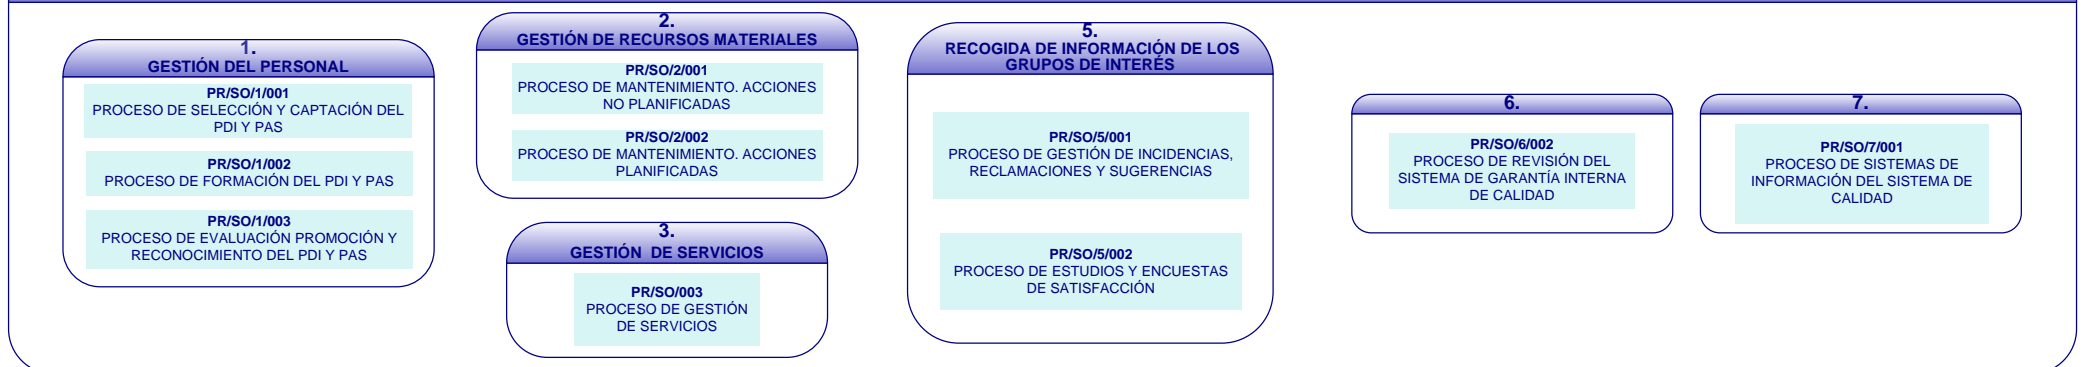 1.
GESTIÓN DEL PERSONAL
PR/SO/1/001
PROCESO DE SELECCIÓN Y CAPTACIÓN DEL
PDI Y PAS
PR/SO/1/002
PROCESO DE FORMACIÓN DEL PDI Y PAS
PR/SO/1/003
PROCESO DE EVALUACIÓN PROMOCIÓN Y
RECONOCIMIENTO DEL PDI Y PAS
2.
GESTIÓN DE RECURSOS MATERIALES
PR/SO/2/001
PROCESO DE MANTENIMIENTO. ACCIONES
NO PLANIFICADAS
PR/SO/2/002
PROCESO DE MANTENIMIENTO. ACCIONES
PLANIFICADAS
3.
GESTIÓN DE SERVICIOS
PR/SO/003
PROCESO DE GESTIÓN
DE SERVICIOS
5.
RECOGIDA DE INFORMACIÓN DE LOS
GRUPOS DE INTERÉS
PR/SO/5/001
PROCESO DE GESTIÓN DE INCIDENCIAS,
RECLAMACIONES Y SUGERENCIAS
PR/SO/5/002
PROCESO DE ESTUDIOS Y ENCUESTAS
DE SATISFACCIÓN
6.
PR/SO/6/002
PROCESO DE REVISIÓN DEL
SISTEMA DE GARANTÍA INTERNA
DE CALIDAD
7.
PR/SO/7/001
PROCESO DE SISTEMAS DE
INFORMACIÓN DEL SISTEMA DE
CALIDAD